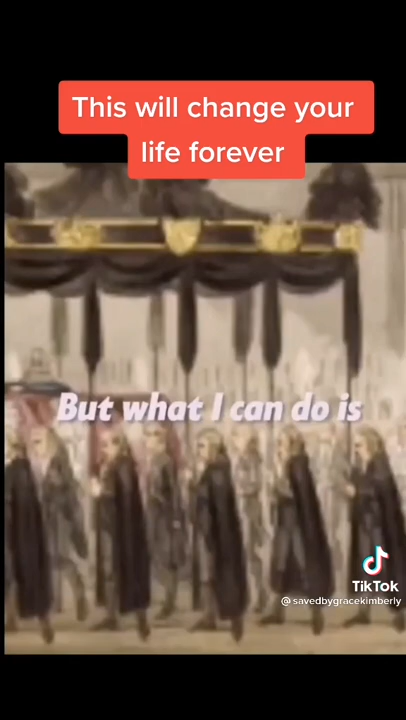 This will change your
life forever
But what I can do is
TikTok
@savedbygracekimberly